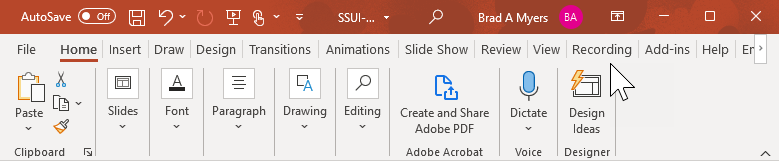 AutoSave Off SSUI-... Brad A Myers BA
File Home Insert Draw Design Transitions Animations Slide Show Review View Recording Add-ins Help Er
Paste Slides A Font Paragraph Drawing Editing Create and Share Adobe PDF Dictate Design Ideas
Clipboard Adobe Acrobat Voice Designer